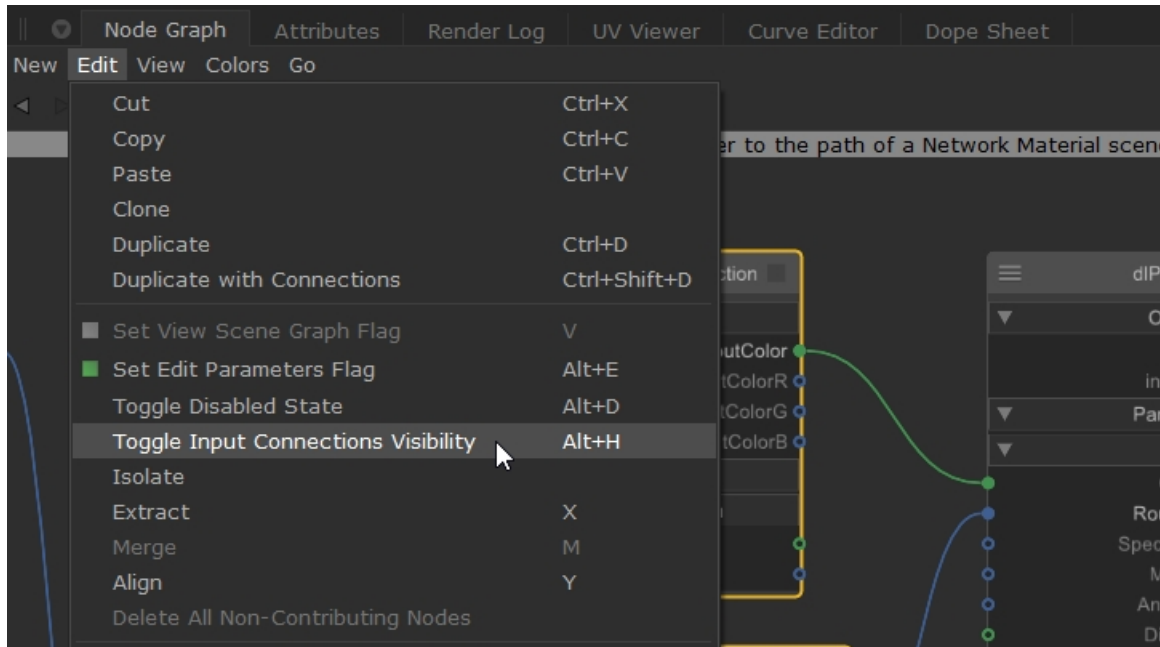 Node Graph Attributes Render Log UV Viewer Curve Editor Dope Sheet
New Edit View Colors Go
Cut Ctrl+X
Copy Ctrl+C
to the path of a Network Material
Paste Ctrl+V
Clone
Duplicate Ctrl+D
Duplicate with Connections Ctrl+Shift+D
Set View Scene Graph Flag V
Set Edit Parameters Flag Alt+E
Toggle Disabled State Alt+D
Toggle Input Connections Visibility Alt+H
Isolate
Extract X
Merge M
Align Y
Delete All Non-Contributing Nodes